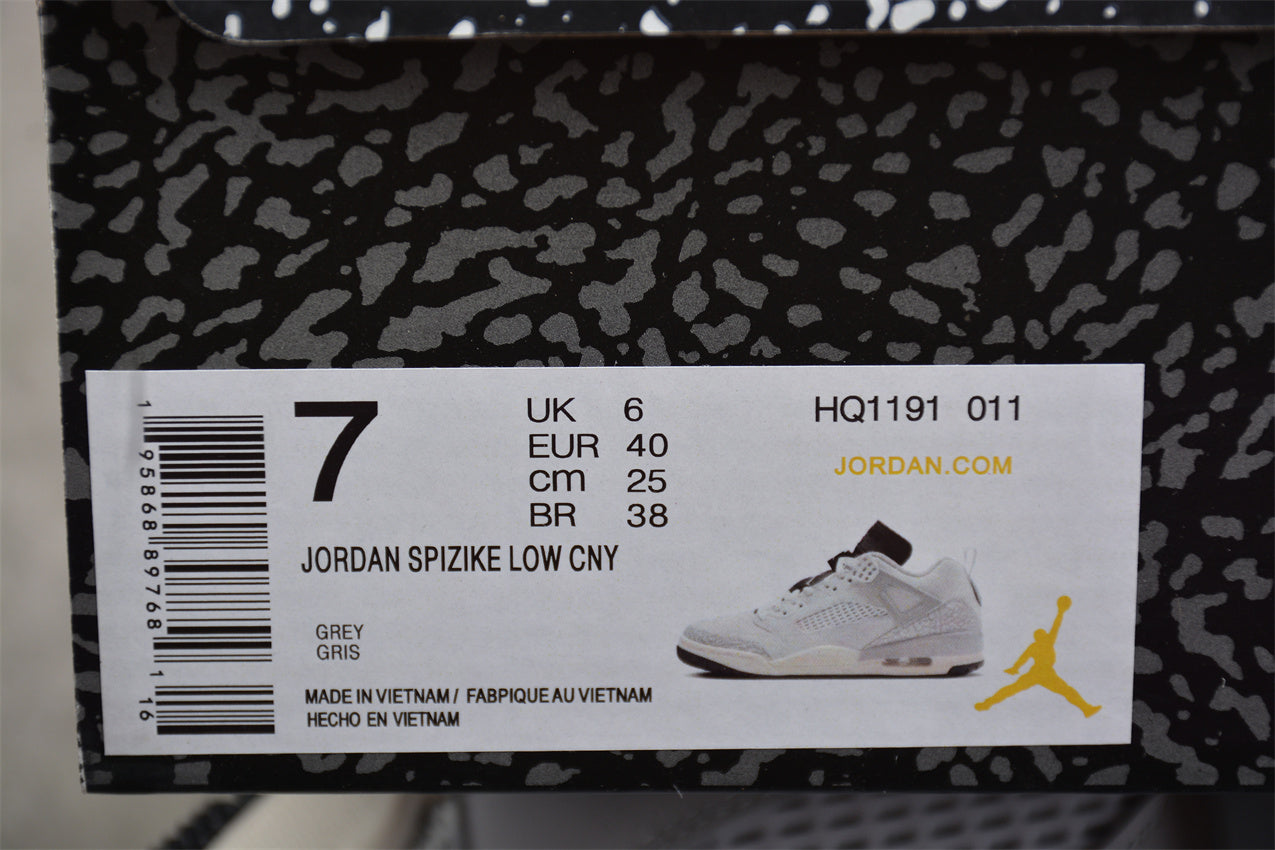 7
UK 6
EUR 40
cm 25
BR 38
HQ1191 011
JORDAN.COM
JORDAN SPIZIKE LOW CNY
GREY
GRIS
MADE IN VIETNAM / FABPIQUE AU VIETNAM
HECHO EN VIETNAM
1 95868 89768 1 16